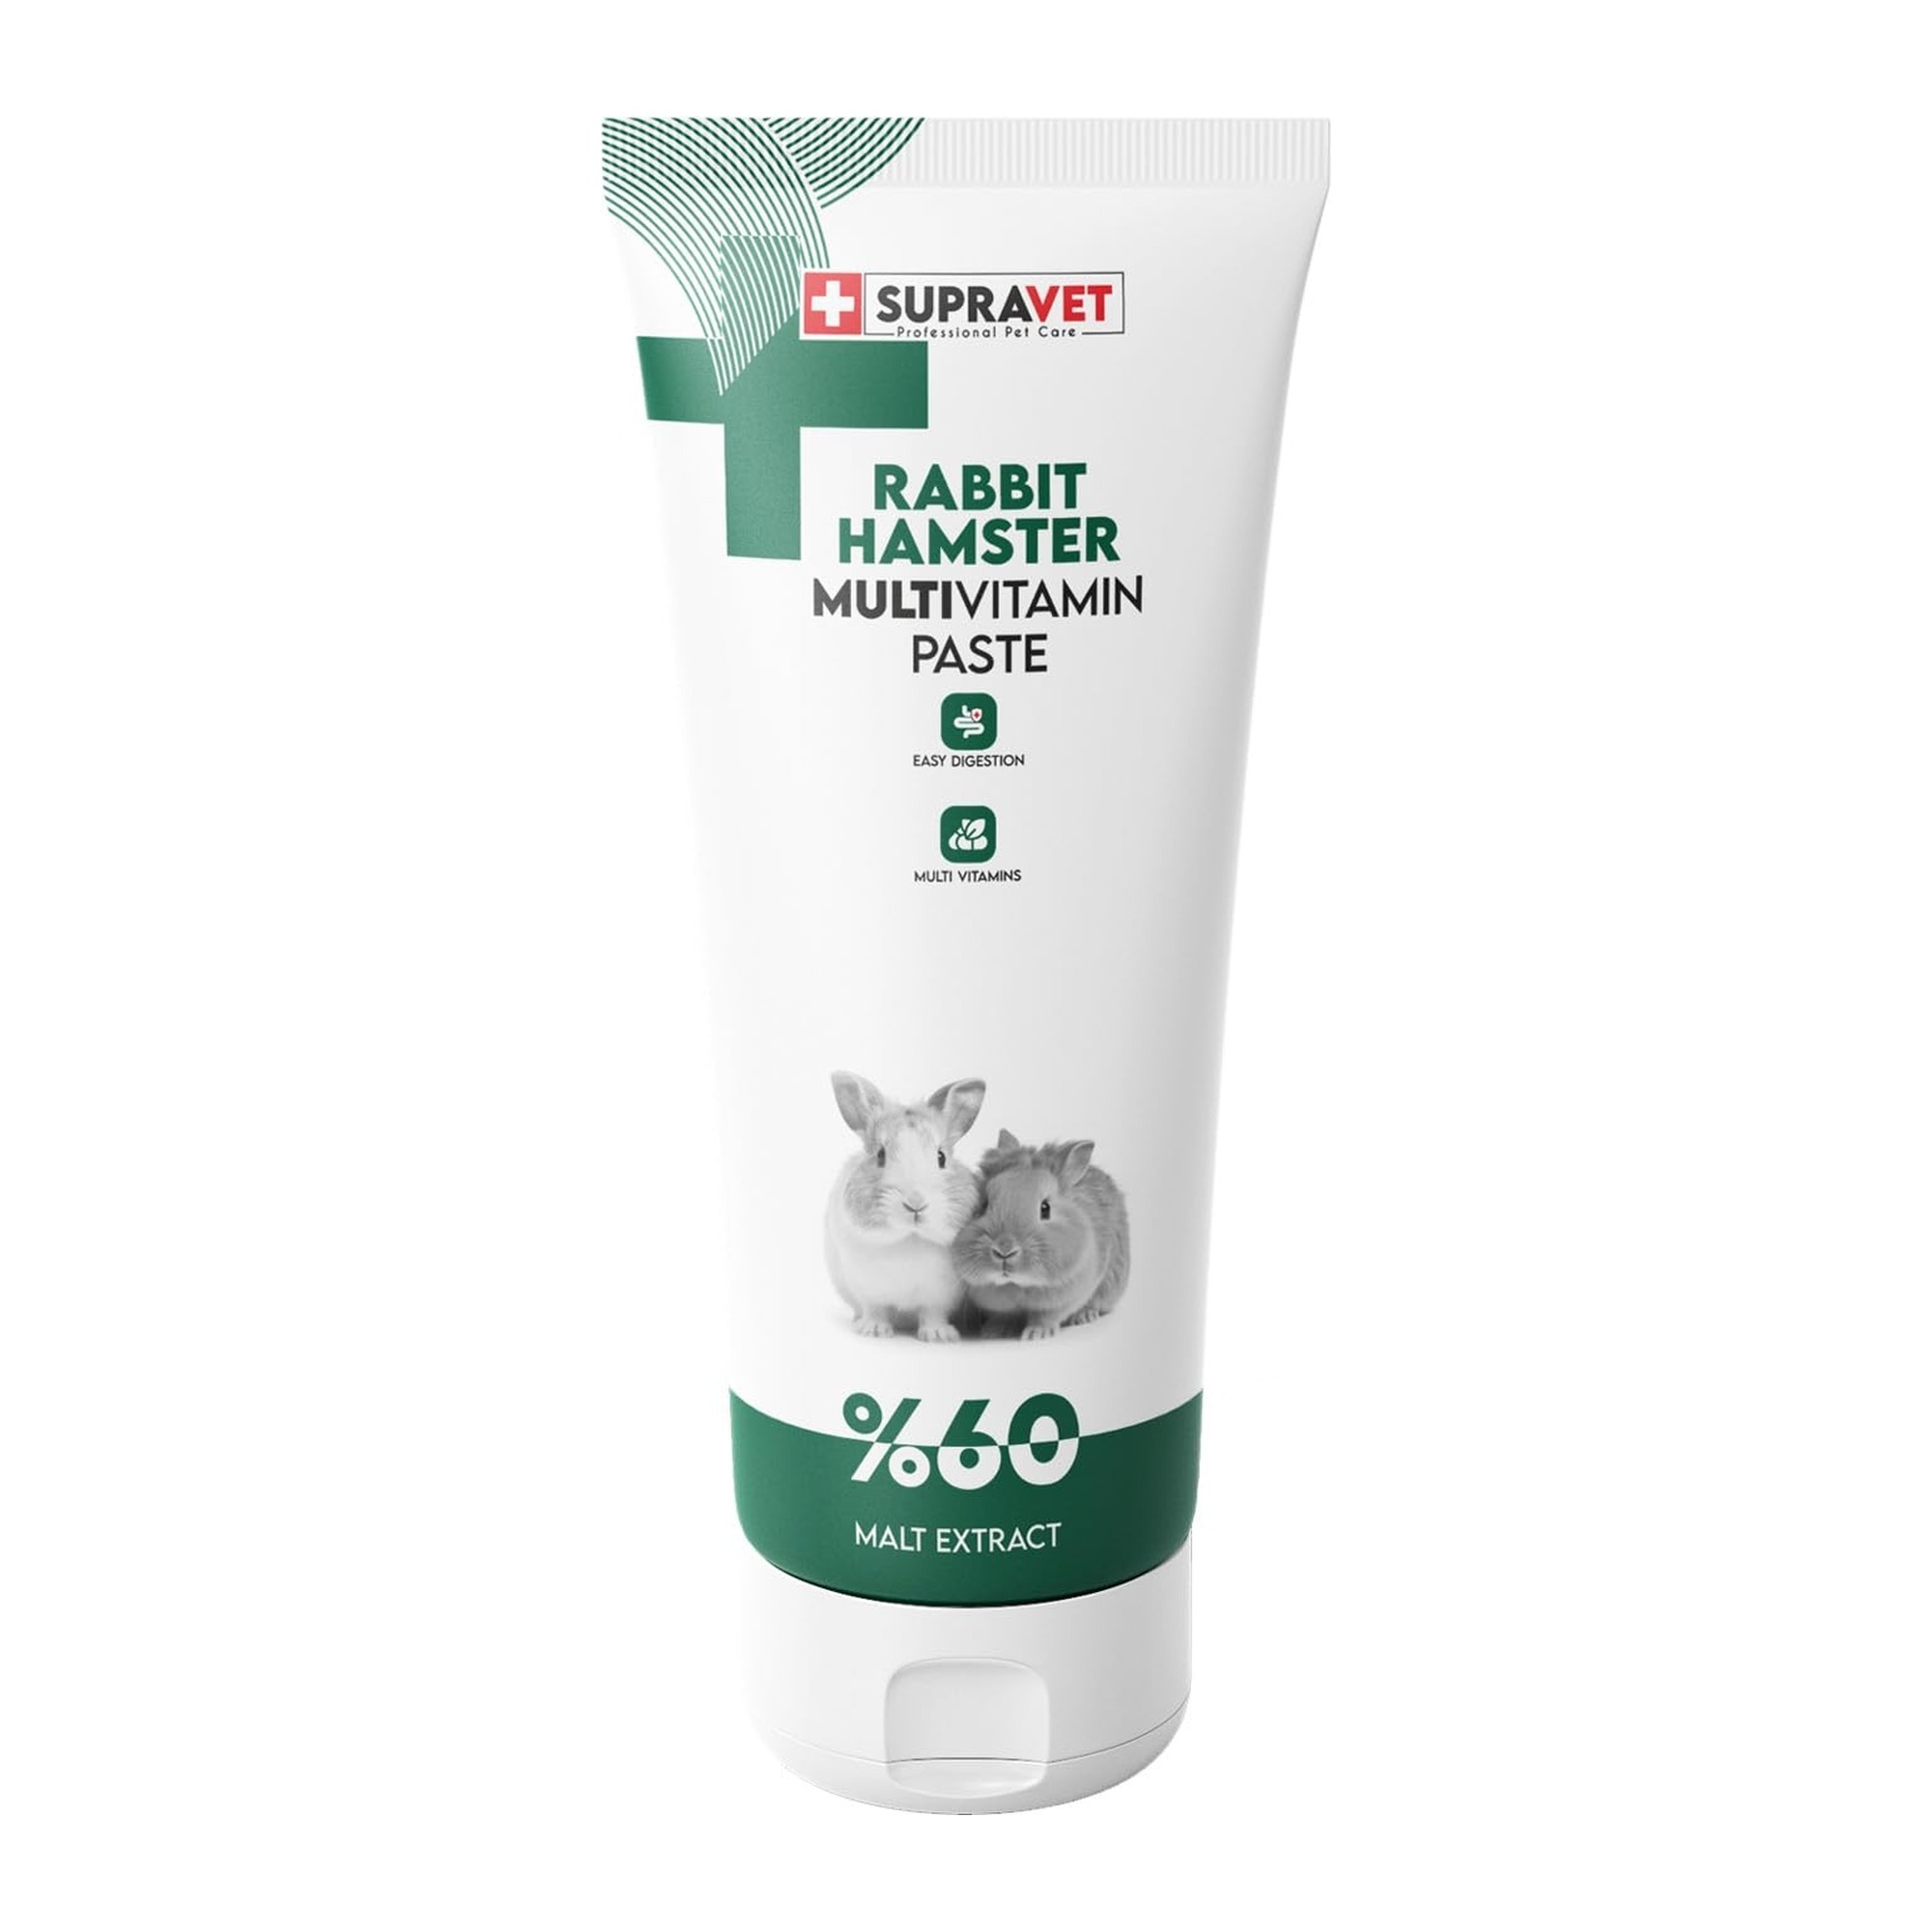 SUPRAVET
Professional Pet Care
RABBIT
HAMSTER
MULTIVITAMIN
PASTE
EASY DIGESTION
MULTI VITAMINS
%60
MALT EXTRACT